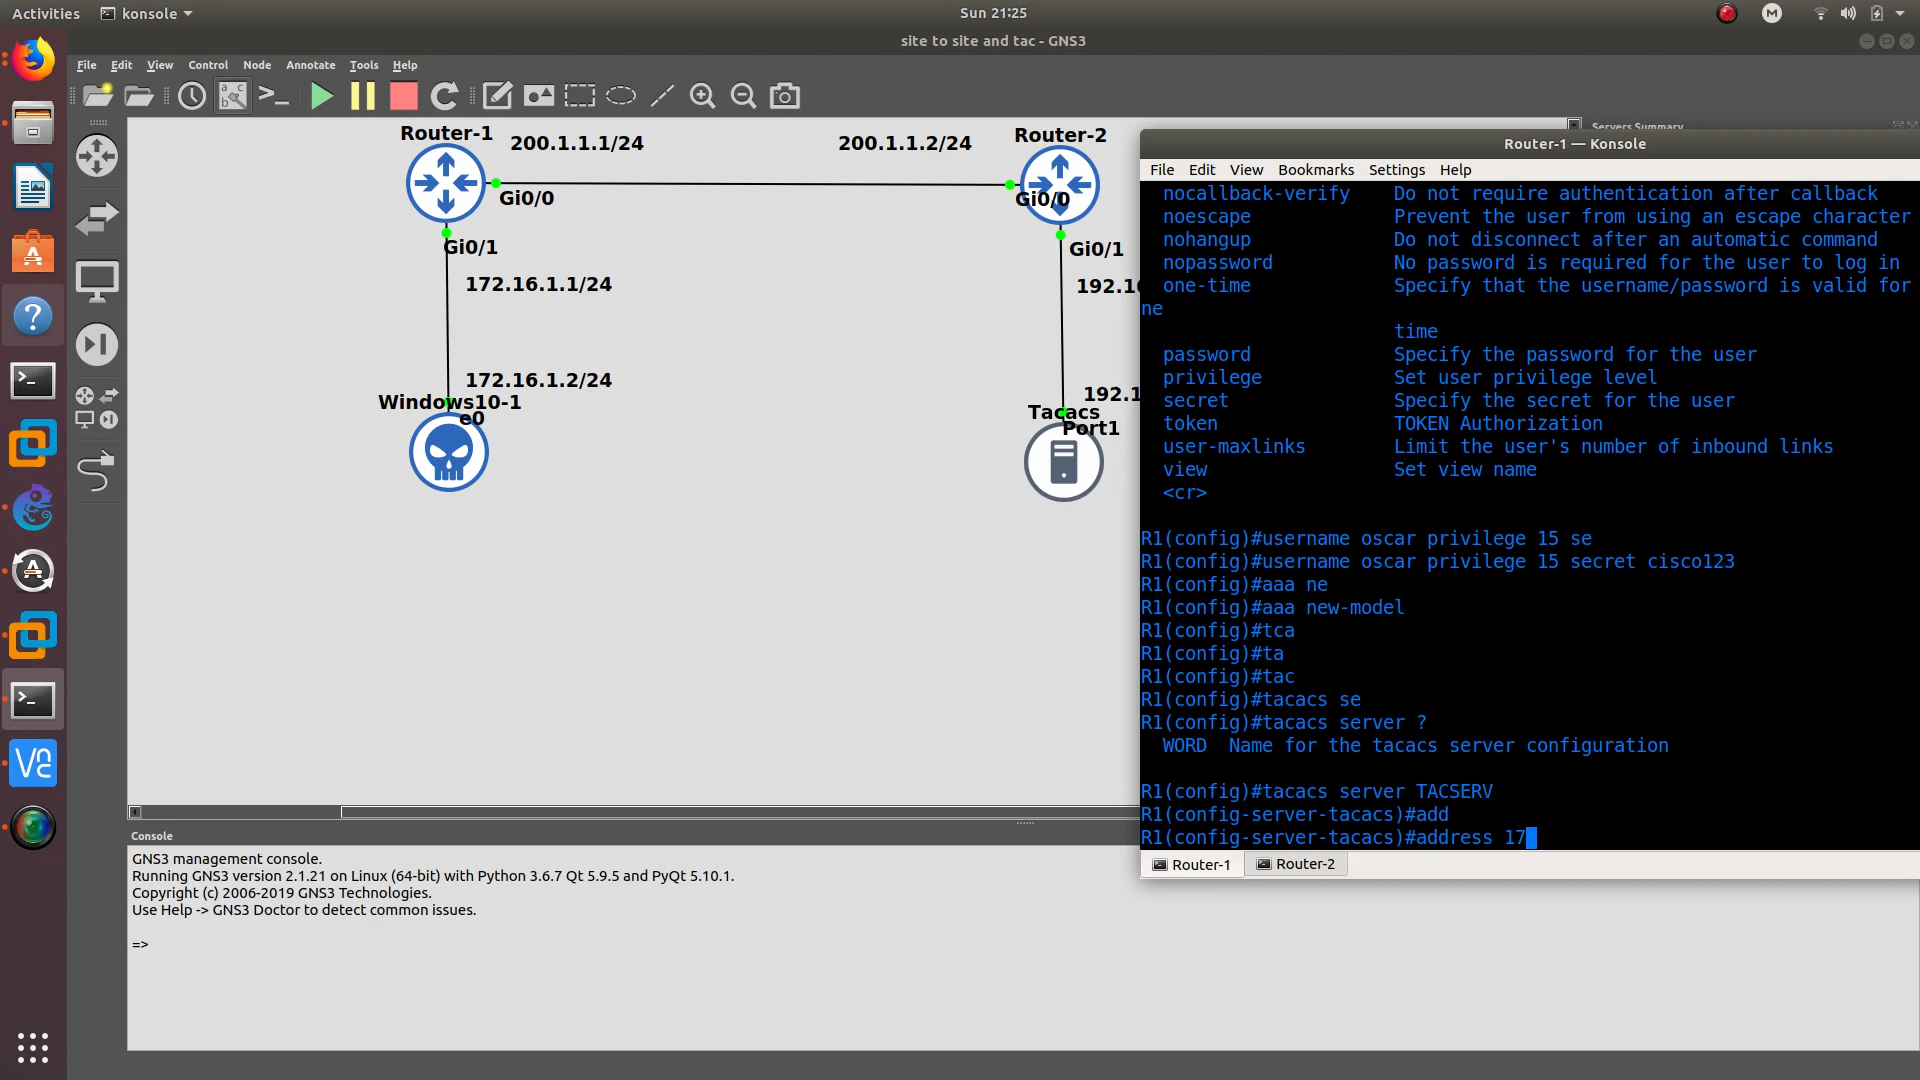 Activities
konsole
Sun 21:25
site to site and tac - GNS3
File Edit View Control Node Annotate Tools Help
Router-1
200.1.1.1/24
200.1.1.2/24
Router-2
Gi0/0
Gi0/0
Gi0/1
Gi0/1
172.16.1.1/24
192.16
172.16.1.2/24
192.1
Windows10-1
e0
Tacacs
Port1
Servers Summary
Router-1 — Konsole
File Edit View Bookmarks Settings Help
nocallback-verify Do not require authentication after callback
noescape Prevent the user from using an escape character
nohangup Do not disconnect after an automatic command
nopassword No password is required for the user to log in
one-time Specify that the username/password is valid for
ne
time
password Specify the password for the user
privilege Set user privilege level
secret Specify the secret for the user
token TOKEN Authorization
user-maxlinks Limit the user's number of inbound links
view Set view name
<cr>
R1(config)#username oscar privilege 15 se
R1(config)#username oscar privilege 15 secret cisco123
R1(config)#aaa ne
R1(config)#aaa new-model
R1(config)#tca
R1(config)#ta
R1(config)#tac
R1(config)#tacacs se
R1(config)#tacacs server ?
WORD Name for the tacacs server configuration
R1(config)#tacacs server TACSERV
R1(config-server-tacacs)#add
R1(config-server-tacacs)#address 17
Router-1
Router-2
Console
GNS3 management console.
Running GNS3 version 2.1.21 on Linux (64-bit) with Python 3.6.7 Qt 5.9.5 and PyQt 5.10.1.
Copyright (c) 2006-2019 GNS3 Technologies.
Use Help -> GNS3 Doctor to detect common issues.
=>